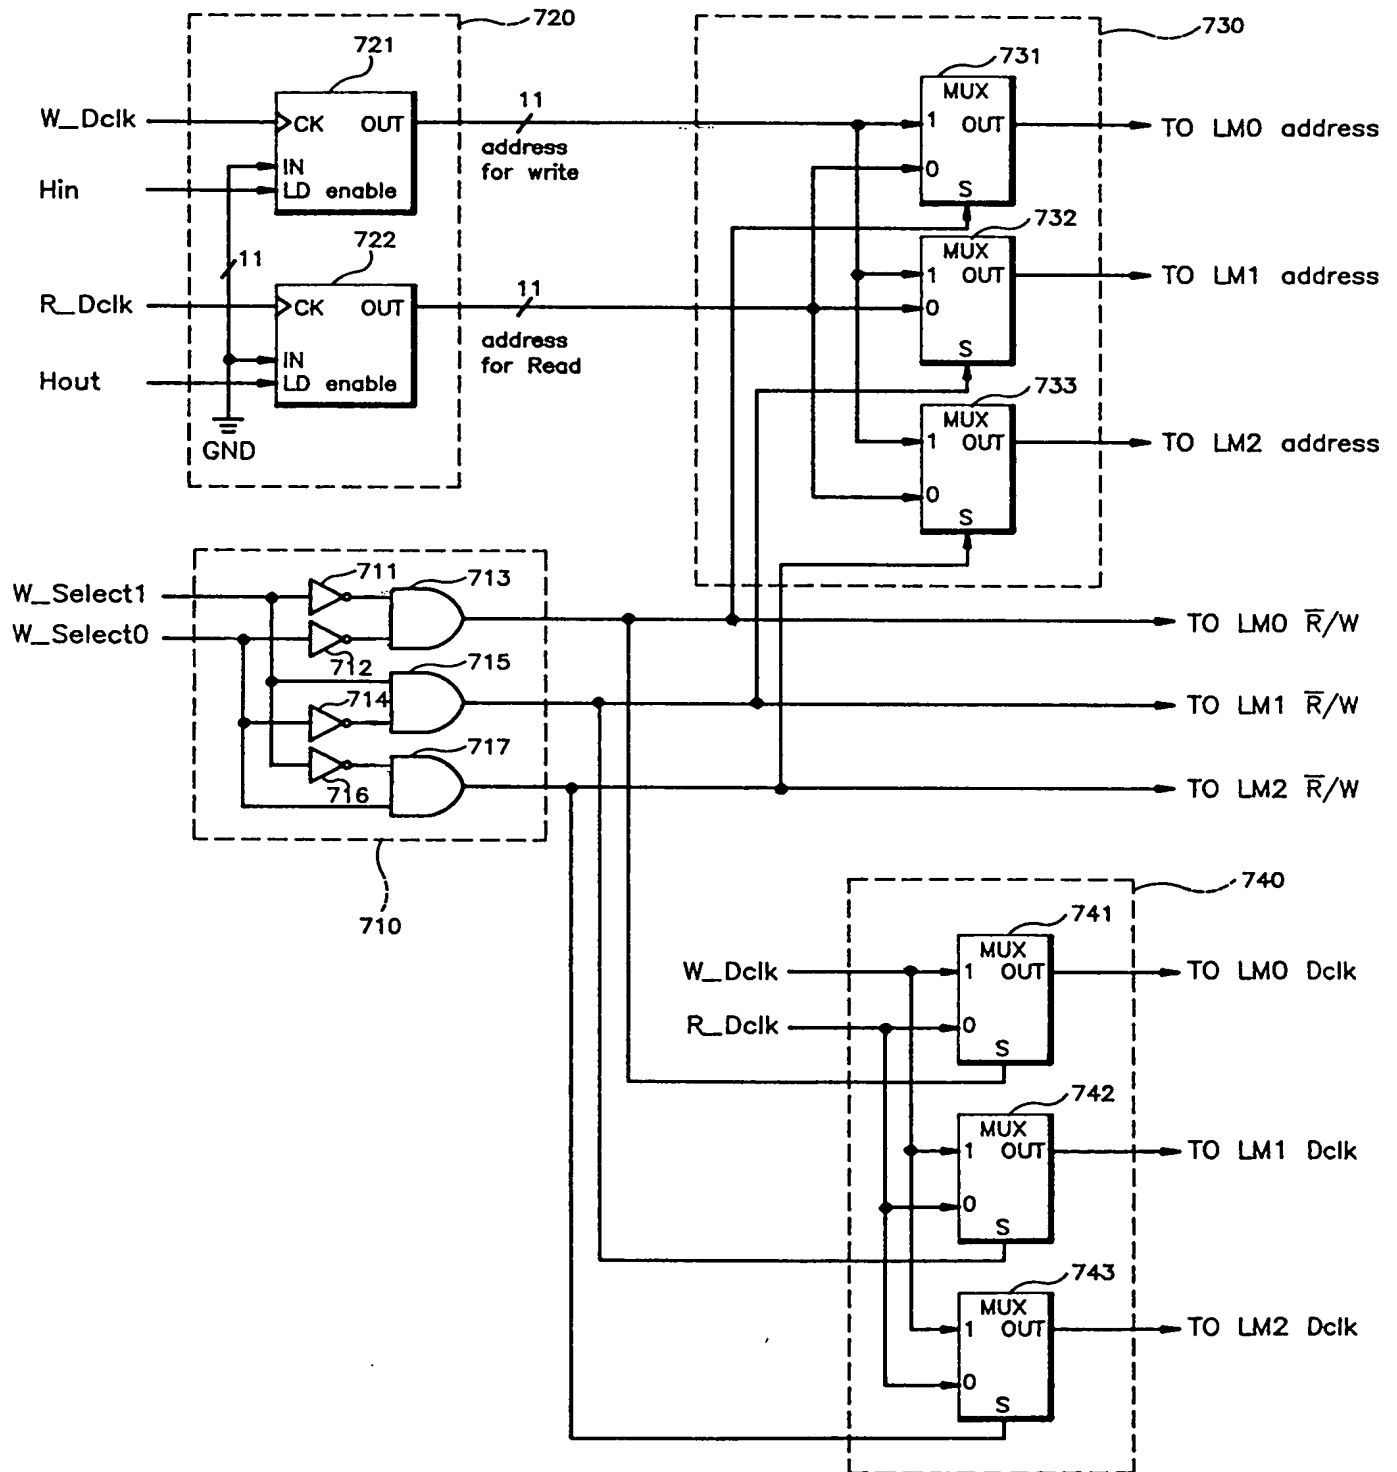 720
721
W_Dclk
CK OUT
IN
Hin
LD enable
11
address
for write
11
722
R_Dclk
CK OUT
IN
Hout
LD enable
11
address
for Read
GND
730
731
MUX
1 OUT
0
S
TO LM0 address
732
MUX
1 OUT
0
S
TO LM1 address
733
MUX
1 OUT
0
S
TO LM2 address
W_Select1
W_Select0
711
713
712
715
714
717
716
710
TO LM0 R̅/W
TO LM1 R̅/W
TO LM2 R̅/W
740
741
W_Dclk
R_Dclk
MUX
1 OUT
0
S
TO LM0 Dclk
742
MUX
1 OUT
0
S
TO LM1 Dclk
743
MUX
1 OUT
0
S
TO LM2 Dclk